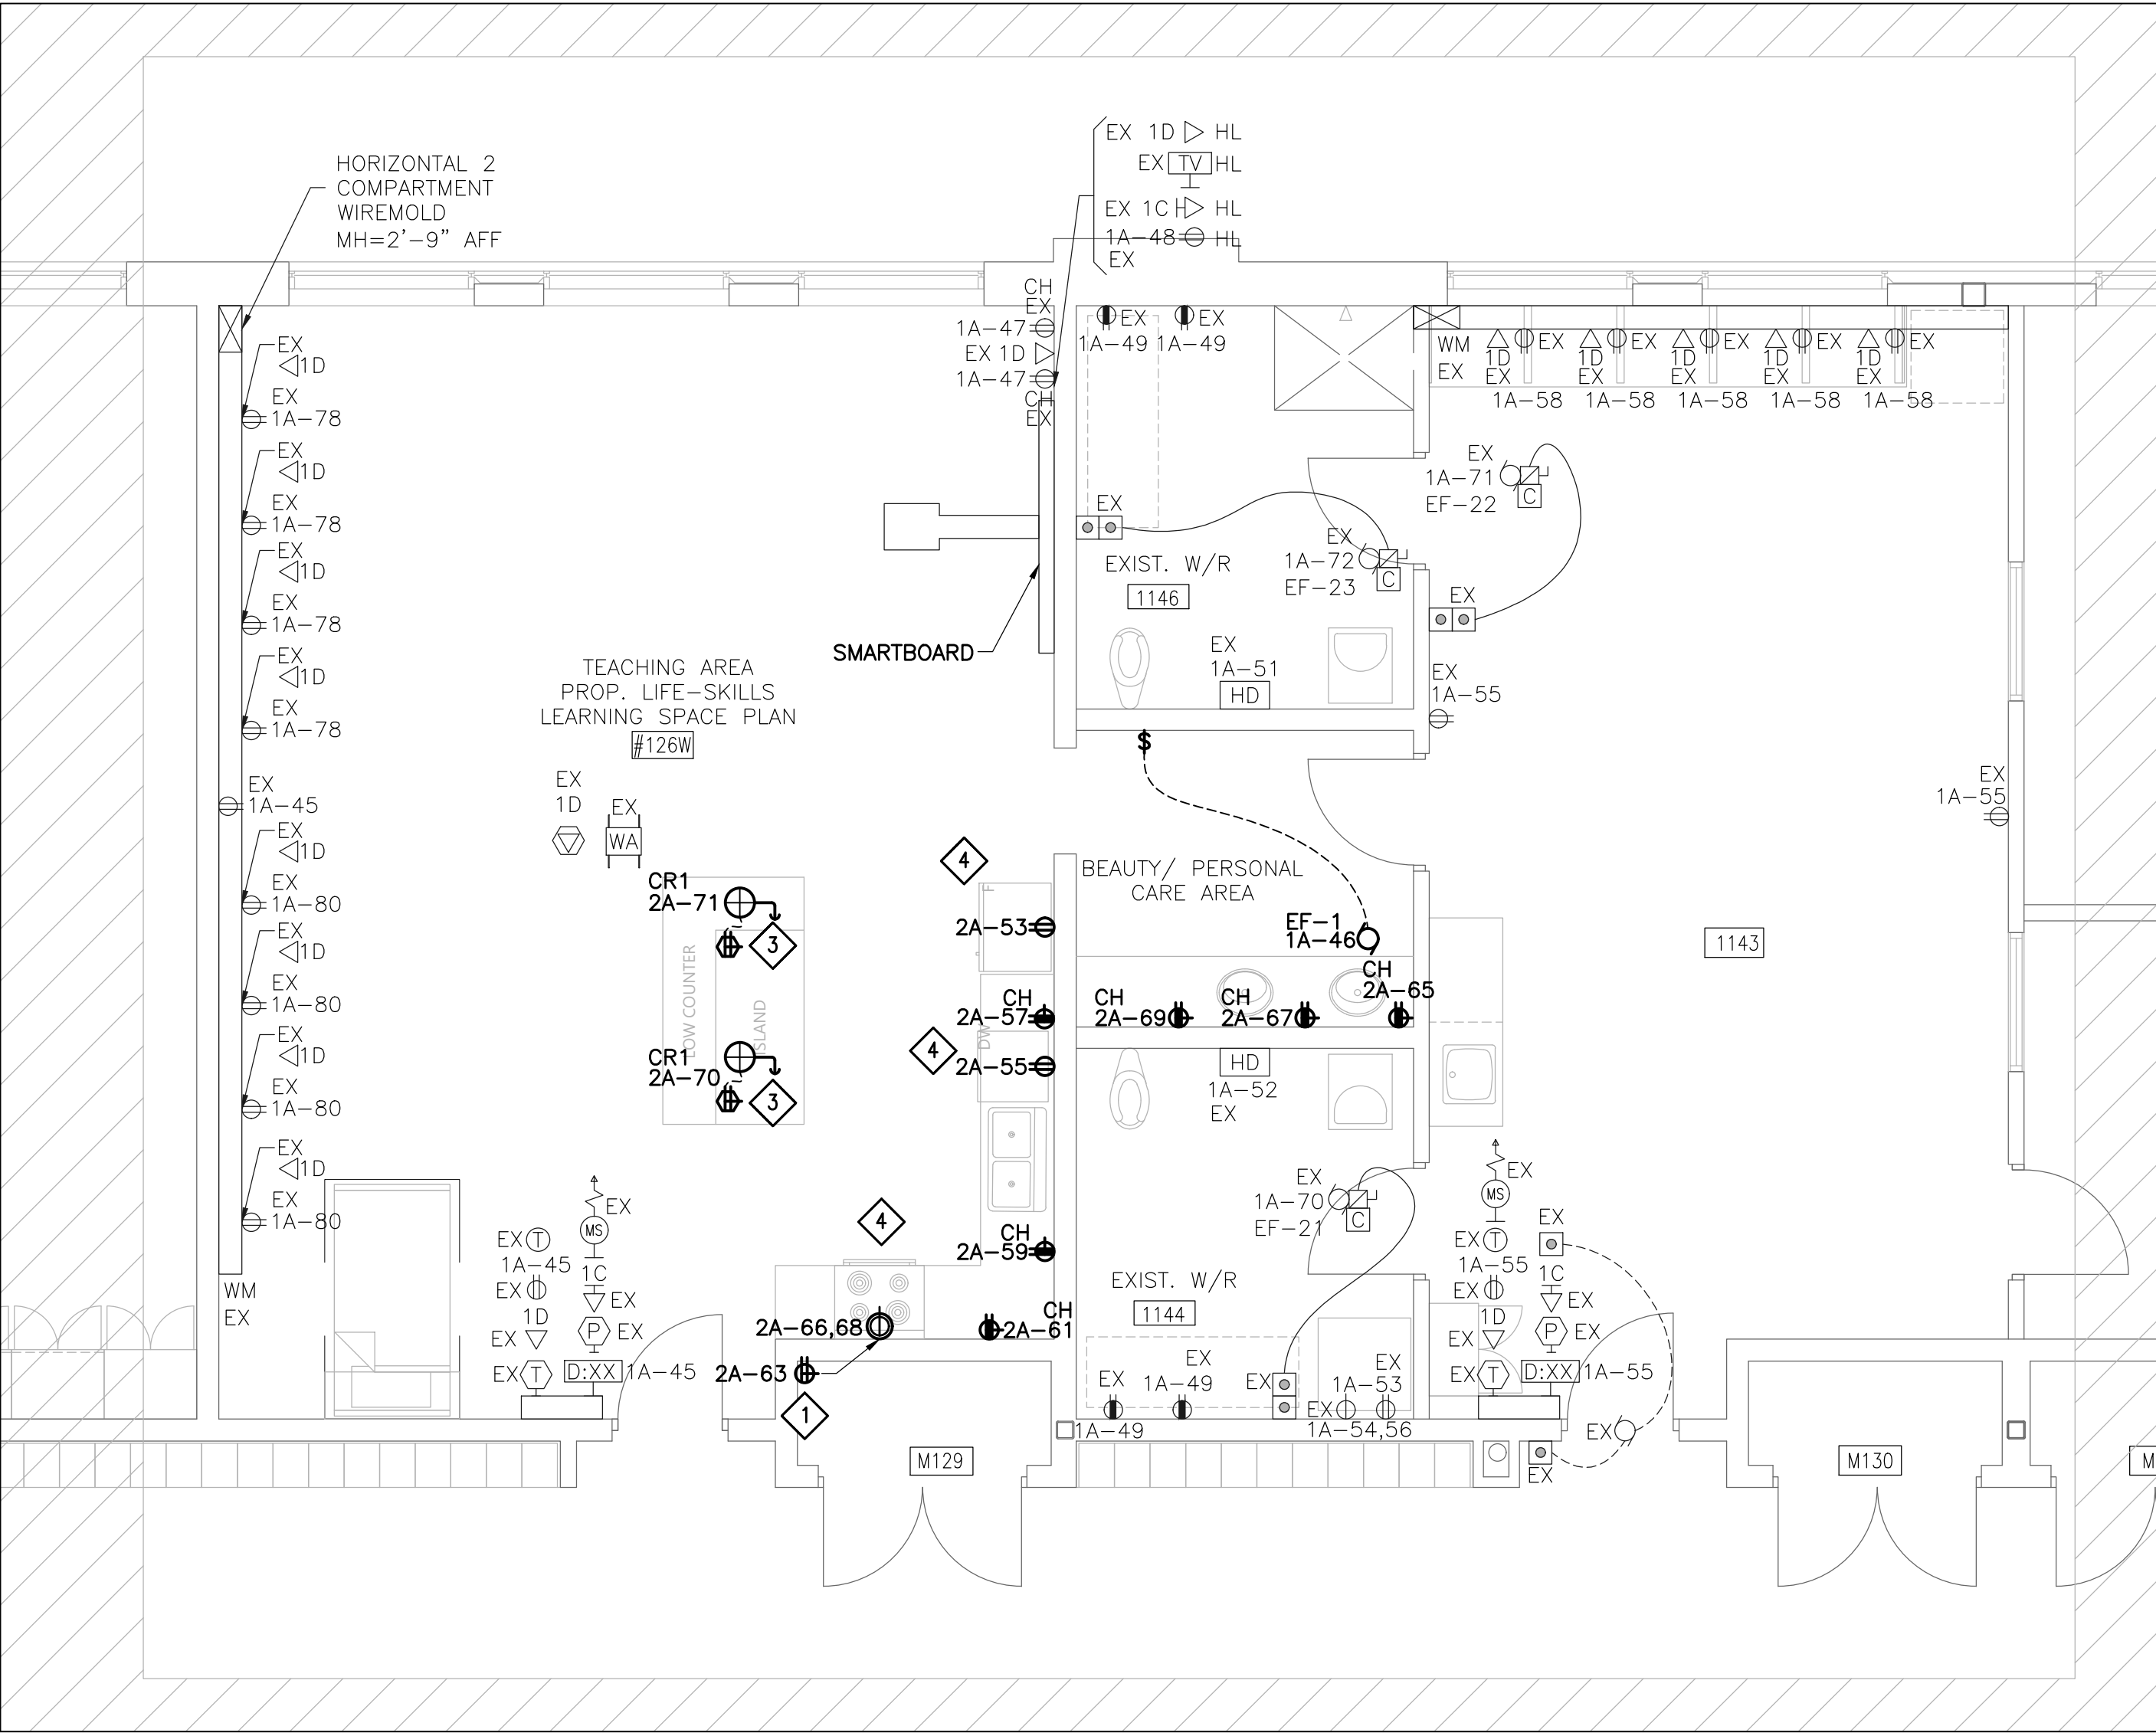 HORIZONTAL 2
COMPARTMENT
WIREMOLD
MH=2'-9" AFF
EX 1D HL
EX TV HL
EX 1C HL
1A-48 HL
EX
CH
EX
1A-47
EX 1D
1A-47
CH
EX
EX
1D
EX
1A-78
EX
1D
EX
1A-78
EX
1D
EX
1A-78
EX
1D
EX
1A-78
EX
1A-45
EX
1D
EX
1A-80
EX
1D
EX
1A-80
EX
1D
EX
1A-80
EX
1D
EX
1A-80
WM
EX
SMARTBOARD
TEACHING AREA
PROP. LIFE-SKILLS
LEARNING SPACE PLAN
#126W
EX
1D
EX
WA
CR1
2A-71
3
LOW COUNTER
ISLAND
CR1
2A-70
3
4
F
2A-53
CH
2A-57
DW
4
2A-55
4
CH
2A-59
2A-66,68
CH
2A-61
2A-63
1
M129
EX T
1A-45
EX
1D
EX
EX T
EX
MS
1C
EX
P EX
D:XX 1A-45
EX EX
1A-49 1A-49
EX
EXIST. W/R
1146
EX
1A-72
EF-23
C
EX
1A-51
HD
EX
1A-71
EF-22
C
EX
EX
1A-55
$
BEAUTY/ PERSONAL
CARE AREA
EF-1
1A-46
CH
2A-65
CH
2A-69
CH
2A-67
HD
1A-52
EX
EX
1A-70
EF-21
C
EXIST. W/R
1144
EX
1A-49
EX
1A-49
EX
EX
1A-53
EX
1A-54,56
WM
EX
1D
EX
EX
1A-58
1D
EX
EX
1A-58
1D
EX
EX
1A-58
1D
EX
EX
1A-58
1D
EX
EX
1A-58
EX
1A-55
1143
EX
MS
EX T
1A-55
EX
1D
EX
EX T
EX
1C
EX
P EX
D:XX 1A-55
EX
EX
M130
M